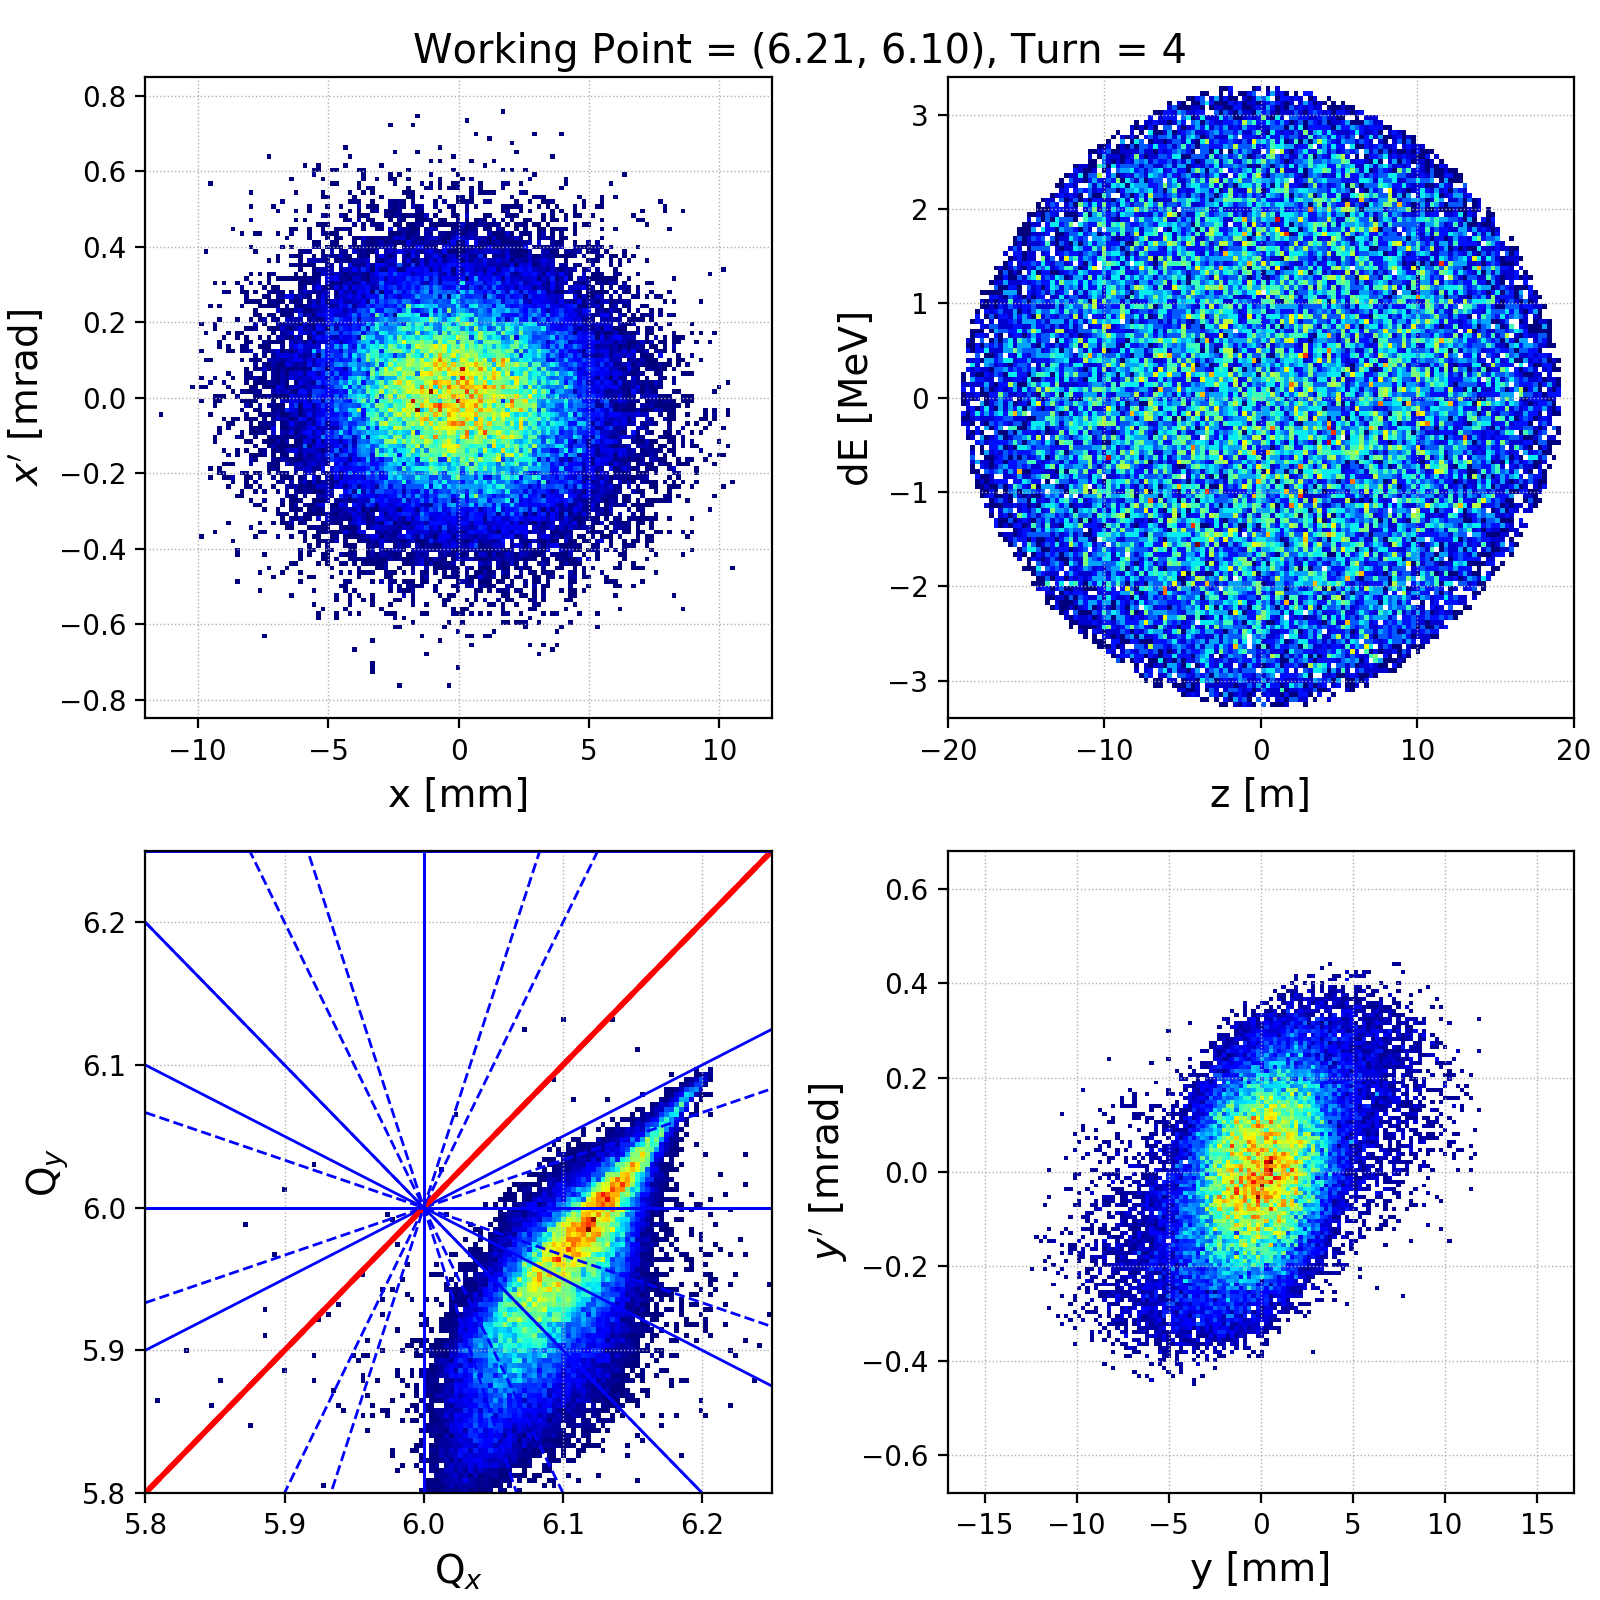 Working Point = (6.21, 6.10), Turn = 4
0.8
0.6
0.4
0.2
0.0
−0.2
−0.4
−0.6
−0.8
x′ [mrad]
−10 −5 0 5 10
x [mm]
3
2
1
0
−1
−2
−3
dE [MeV]
−20 −10 0 10 20
z [m]
6.2
6.1
6.0
5.9
5.8
Qy
5.8 5.9 6.0 6.1 6.2
Qx
0.6
0.4
0.2
0.0
−0.2
−0.4
−0.6
y′ [mrad]
−15 −10 −5 0 5 10 15
y [mm]